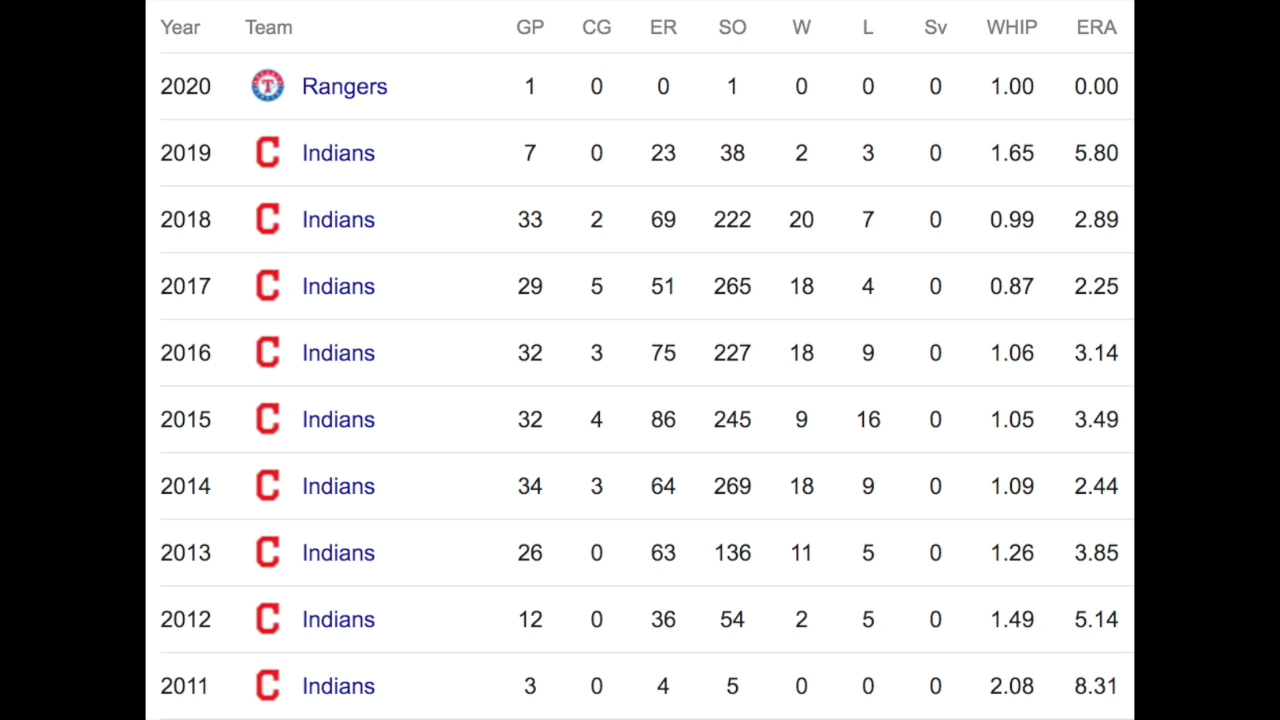 Year Team GP CG ER SO W L Sv WHIP ERA
2020 T Rangers 1 0 0 1 0 0 0 1.00 0.00
2019 C Indians 7 0 23 38 2 3 0 1.65 5.80
2018 C Indians 33 2 69 222 20 7 0 0.99 2.89
2017 C Indians 29 5 51 265 18 4 0 0.87 2.25
2016 C Indians 32 3 75 227 18 9 0 1.06 3.14
2015 C Indians 32 4 86 245 9 16 0 1.05 3.49
2014 C Indians 34 3 64 269 18 9 0 1.09 2.44
2013 C Indians 26 0 63 136 11 5 0 1.26 3.85
2012 C Indians 12 0 36 54 2 5 0 1.49 5.14
2011 C Indians 3 0 4 5 0 0 0 2.08 8.31